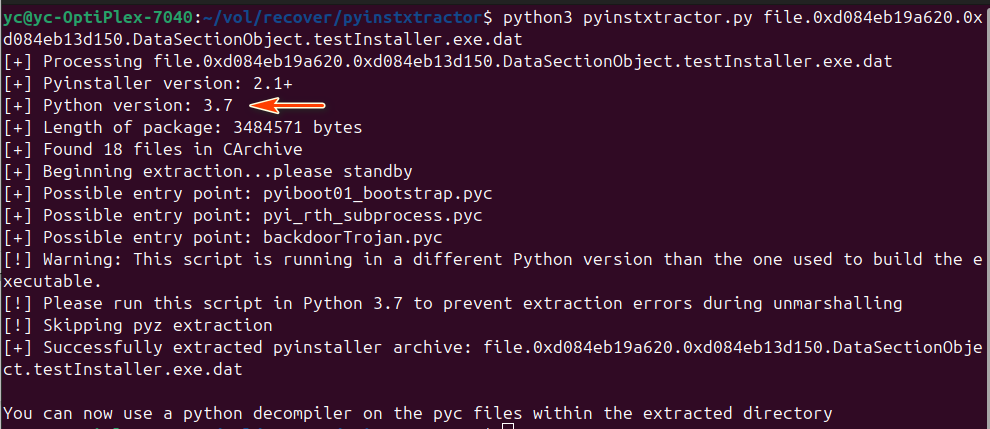 yc@yc-OptiPlex-7040:~/vol/recover/pyinstxtractor$ python3 pyinstxtractor.py file.0xd084eb19a620.0x
d084eb13d150.DataSectionObject.testInstaller.exe.dat
[+] Processing file.0xd084eb19a620.0xd084eb13d150.DataSectionObject.testInstaller.exe.dat
[+] Pyinstaller version: 2.1+
[+] Python version: 3.7
[+] Length of package: 3484571 bytes
[+] Found 18 files in CArchive
[+] Beginning extraction...please standby
[+] Possible entry point: pyiboot01_bootstrap.pyc
[+] Possible entry point: pyi_rth_subprocess.pyc
[+] Possible entry point: backdoorTrojan.pyc
[!] Warning: This script is running in a different Python version than the one used to build the e
xecutable.
[!] Please run this script in Python 3.7 to prevent extraction errors during unmarshalling
[!] Skipping pyz extraction
[+] Successfully extracted pyinstaller archive: file.0xd084eb19a620.0xd084eb13d150.DataSectionObje
ct.testInstaller.exe.dat
You can now use a python decompiler on the pyc files within the extracted directory